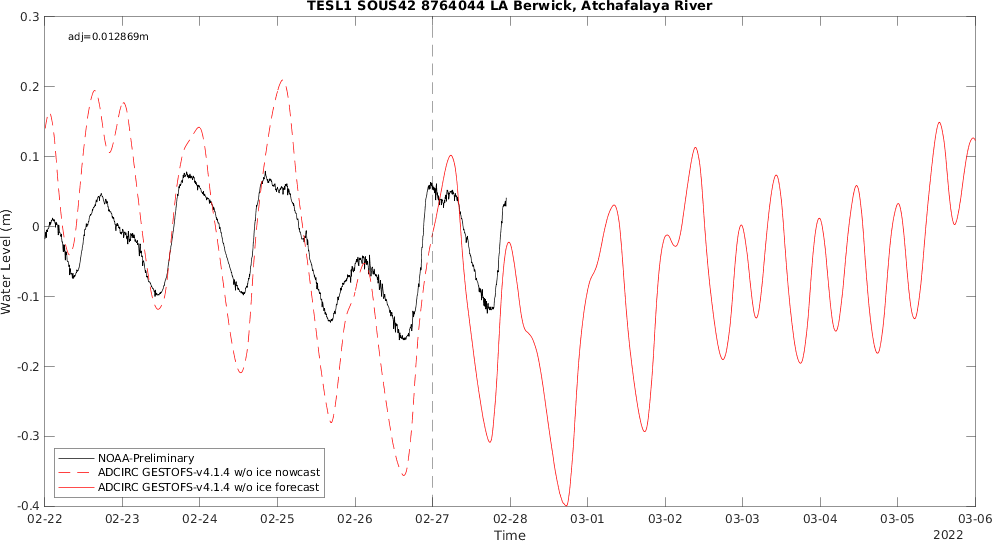 TESL1 SOUS42 8764044 LA Berwick, Atchafalaya River
adj=0.012869m
0.3
0.2
0.1
0
-0.1
-0.2
-0.3
-0.4
Water Level (m)
NOAA-Preliminary
ADCIRC GESTOFS-v4.1.4 w/o ice nowcast
ADCIRC GESTOFS-v4.1.4 w/o ice forecast
02-22 02-23 02-24 02-25 02-26 02-27 02-28 03-01 03-02 03-03 03-04 03-05 03-06
Time
2022